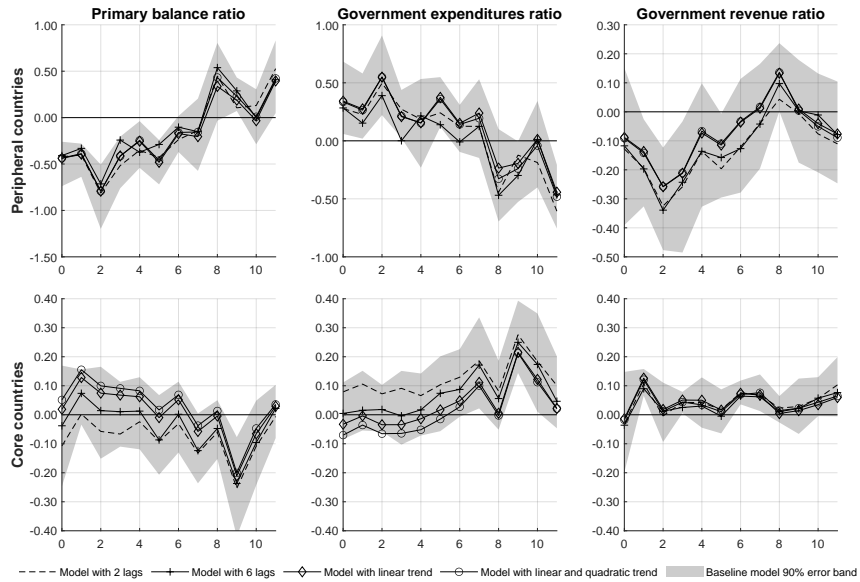 Primary balance ratio Government expenditures ratio Government revenue ratio
Peripheral countries
1.00 0.50 0.00 -0.50 -1.00 -1.50
0 2 4 6 8 10
1.00 0.50 0.00 -0.50 -1.00
0 2 4 6 8 10
0.30 0.20 0.10 0.00 -0.10 -0.20 -0.30 -0.40 -0.50
0 2 4 6 8 10
Core countries
0.40 0.30 0.20 0.10 0.00 -0.10 -0.20 -0.30 -0.40
0 2 4 6 8 10
0.40 0.30 0.20 0.10 0.00 -0.10 -0.20 -0.30 -0.40
0 2 4 6 8 10
0.40 0.30 0.20 0.10 0.00 -0.10 -0.20 -0.30 -0.40
0 2 4 6 8 10
Model with 2 lags Model with 6 lags Model with linear trend Model with linear and quadratic trend Baseline model 90% error band